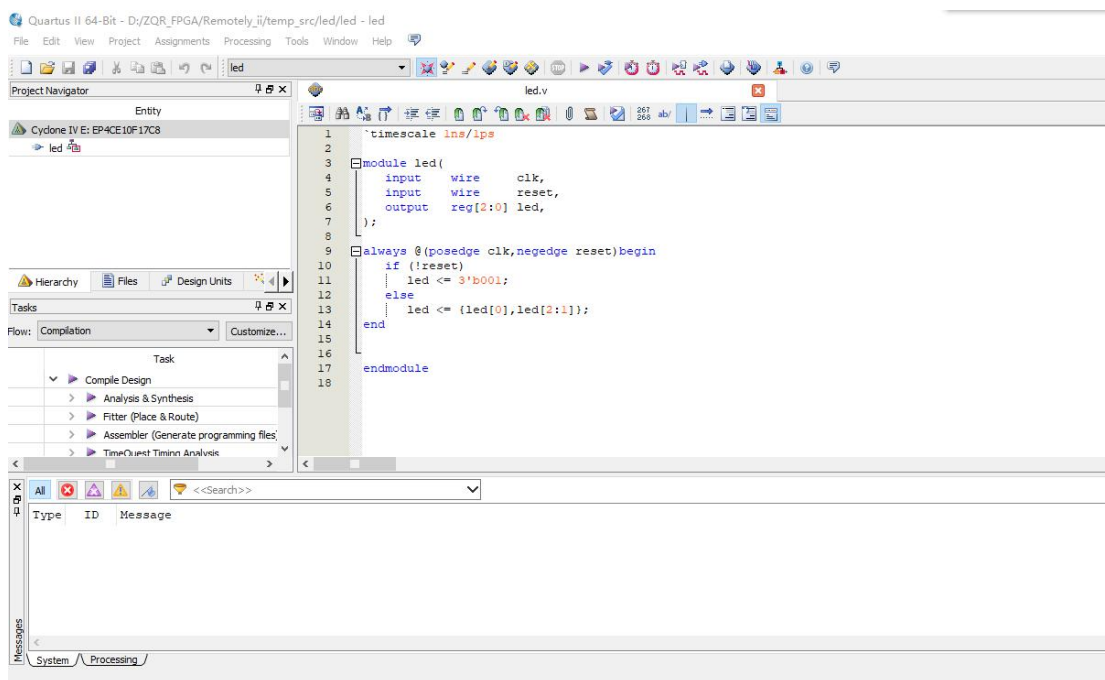 Quartus II 64-Bit - D:/ZQR_FPGA/Remotely_ii/temp_src/led/led - led
File Edit View Project Assignments Processing Tools Window Help
led
Project Navigator
Entity
Cyclone IV E: EP4CE10F17C8
led
Hierarchy Files Design Units
Tasks
Flow: Compilation Customize...
Task
Compile Design
Analysis & Synthesis
Fitter (Place & Route)
Assembler (Generate programming files)
TimeQuest Timing Analysis
led.v
267
268 ab/
1 `timescale 1ns/1ps
2
3 module led(
4 input wire clk,
5 input wire reset,
6 output reg[2:0] led,
7 );
8
9 always @(posedge clk,negedge reset)begin
10 if (!reset)
11 led <= 3'b001;
12 else
13 led <= {led[0],led[2:1]};
14 end
15
16
17 endmodule
18
All <<Search>>
Type ID Message
Messages
System Processing